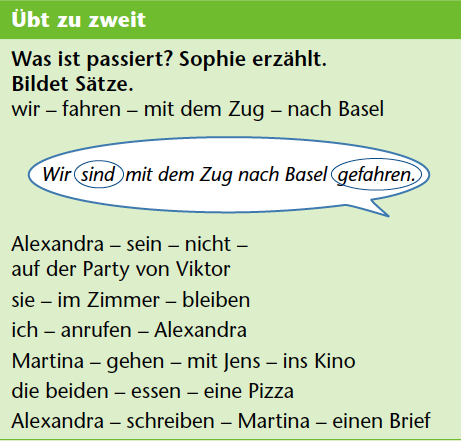 Übt zu zweit
Was ist passiert? Sophie erzählt.
Bildet Sätze.
wir – fahren – mit dem Zug – nach Basel
Wir sind mit dem Zug nach Basel gefahren.
Alexandra – sein – nicht –
auf der Party von Viktor
sie – im Zimmer – bleiben
ich – anrufen – Alexandra
Martina – gehen – mit Jens – ins Kino
die beiden – essen – eine Pizza
Alexandra – schreiben – Martina – einen Brief